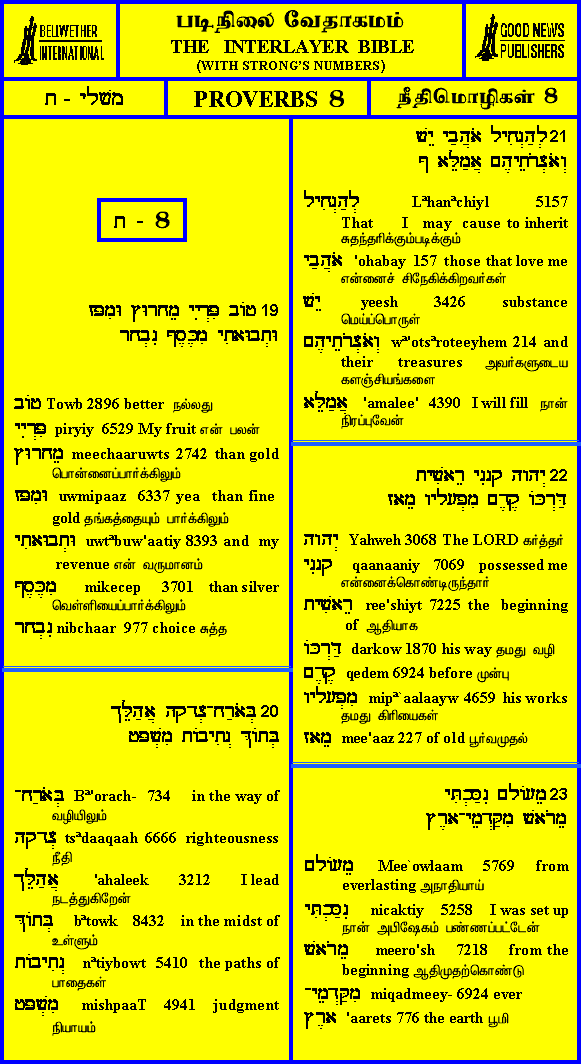 BELLWETHER
INTERNATIONAL
படிநிலை வேதாகமம்
THE INTERLAYER BIBLE
(WITH STRONG'S NUMBERS)
GOOD NEWS
PUBLISHERS
משלי - ת
PROVERBS 8
நீதிமொழிகள் 8
ת - 8
19 טוֹב פִּרְיִי מֵחָרוּץ וּמִפַּז
וּתְבוּאָתִי מִכֶּסֶף נִבְחָר
טוֹב Towb 2896 better நல்லது
פִּרְיִי piryiy 6529 My fruit என் பலன்
מֵחָרוּץ meechaaruwts 2742 than gold
பொன்னைப்பார்க்கிலும்
וּמִפַּז uwmipaaz 6337 yea than fine
gold தங்கத்தையும் பார்க்கிலும்
וּתְבוּאָתִי uwtᵊbuw'aatiy 8393 and my
revenue என் வருமானம்
מִכֶּסֶף mikecep 3701 than silver
வெள்ளியைப்பார்க்கிலும்
נִבְחָר nibchaar 977 choice சுத்த
20 בְּאֹרַח־צְדָקָה אֲהַלֵּךְ
בְּתוֹךְ נְתִיבוֹת מִשְׁפָּט
בְּאֹרַח־ Bᵊ'orach- 734 in the way of
வழியிலும்
צְדָקָה tsᵊdaaqaah 6666 righteousness
நீதி
אֲהַלֵּךְ 'ahaleek 3212 I lead
நடத்துகிறேன்
בְּתוֹךְ bᵊtowk 8432 in the midst of
உள்ளும்
נְתִיבוֹת nᵊtiybowt 5410 the paths of
பாதைகள்
מִשְׁפָּט mishpaaT 4941 judgment
நியாயம்
21 לְהַנְחִיל אֹהֲבַי יֵשׁ
וְאֹצְרֹתֵיהֶם אֲמַלֵּא ף
לְהַנְחִיל Lᵊhanᵊchiyl 5157
That I may cause to inherit
சுதந்தரிக்கும்படிக்கும்
אֹהֲבַי 'ohabay 157 those that love me
என்னைச் சிநேகிக்கிறவர்கள்
יֵשׁ yeesh 3426 substance
மெய்ப்பொருள்
וְאֹצְרֹתֵיהֶם wᵊ'otsᵊroteeyhem 214 and
their treasures அவர்களுடைய
களஞ்சியங்களை
אֲמַלֵּא 'amalee' 4390 I will fill நான்
நிரப்புவேன்
22 יְהוָה קָנָנִי רֵאשִׁית
דַּרְכּוֹ קֶדֶם מִפְעָלָיו מֵאָז
יְהוָה Yahweh 3068 The LORD கர்த்தர்
קָנָנִי qaanaaniy 7069 possessed me
என்னைக்கொண்டிருந்தார்
רֵאשִׁית ree'shiyt 7225 the beginning
of ஆதியாக
דַּרְכּוֹ darkow 1870 his way தமது வழி
קֶדֶם qedem 6924 before முன்பு
מִפְעָלָיו mipᵊ`aalaayw 4659 his works
தமது கிரியைகள்
מֵאָז mee'aaz 227 of old பூர்வமுதல்
23 מֵעוֹלָם נִסַּכְתִּי
מֵרֹאשׁ מִקַּדְמֵי־אָרֶץ
מֵעוֹלָם Mee`owlaam 5769 from
everlasting அநாதியாய்
נִסַּכְתִּי nicaktiy 5258 I was set up
நான் அபிஷேகம் பண்ணப்பட்டேன்
מֵרֹאשׁ meero'sh 7218 from the
beginning ஆதிமுதற்கொண்டு
מִקַּדְמֵי־ miqadmeey- 6924 ever
אָרֶץ 'aarets 776 the earth பூமி